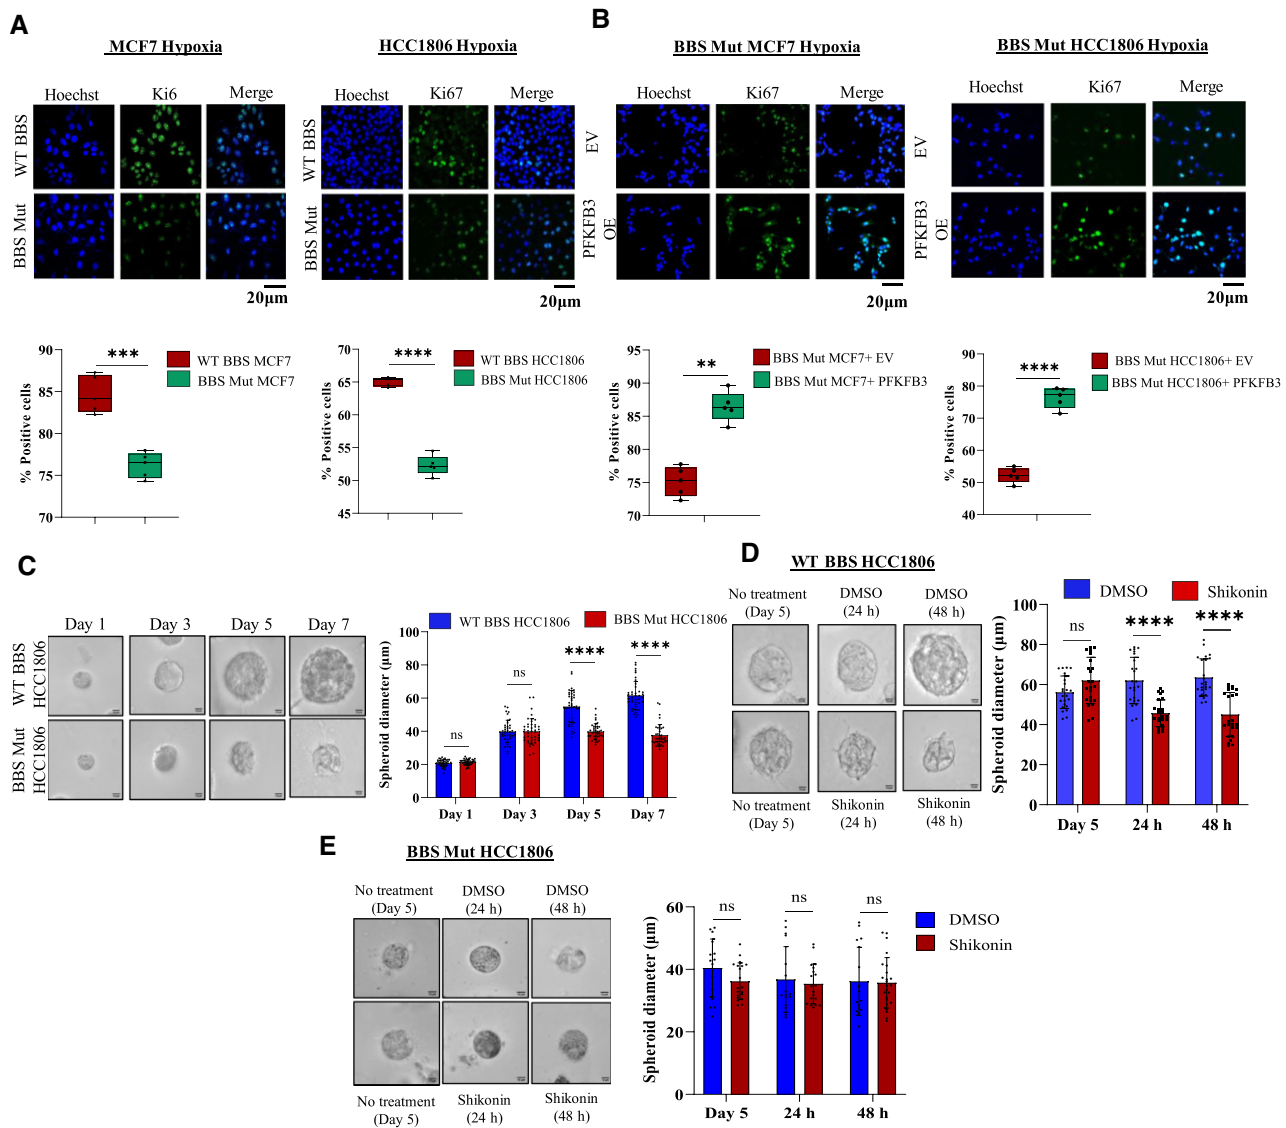 A
MCF7 Hypoxia
HCC1806 Hypoxia
Hoechst Ki6 Merge
Hoechst Ki67 Merge
WT BBS
BBS Mut
WT BBS
BBS Mut
20μm
20μm
90
85
80
75
70
% Positive cells
***
WT BBS MCF7
BBS Mut MCF7
70
65
60
55
50
45
% Positive cells
****
WT BBS HCC1806
BBS Mut HCC1806
B
BBS Mut MCF7 Hypoxia
BBS Mut HCC1806 Hypoxia
Hoechst Ki67 Merge
Hoechst Ki67 Merge
EV
PFKFB3
OE
EV
PFKFB3
OE
20μm
20μm
95
90
85
80
75
70
% Positive cells
**
BBS Mut MCF7+ EV
BBS Mut MCF7+ PFKFB3
90
80
70
60
50
40
% Positive cells
****
BBS Mut HCC1806+ EV
BBS Mut HCC1806+ PFKFB3
C
Day 1 Day 3 Day 5 Day 7
WT BBS
HCC1806
BBS Mut
HCC1806
WT BBS HCC1806
BBS Mut HCC1806
100
80
60
40
20
0
Spheroid diameter (μm)
ns
ns
****
****
Day 1 Day 3 Day 5 Day 7
D
WT BBS HCC1806
No treatment
(Day 5)
DMSO
(24 h)
DMSO
(48 h)
No treatment
(Day 5)
Shikonin
(24 h)
Shikonin
(48 h)
DMSO
Shikonin
100
80
60
40
20
0
Spheroid diameter (μm)
ns
****
****
Day 5 24 h 48 h
E
BBS Mut HCC1806
No treatment
(Day 5)
DMSO
(24 h)
DMSO
(48 h)
No treatment
(Day 5)
Shikonin
(24 h)
Shikonin
(48 h)
60
40
20
0
Spheroid diameter (μm)
ns
ns
ns
DMSO
Shikonin
Day 5 24 h 48 h